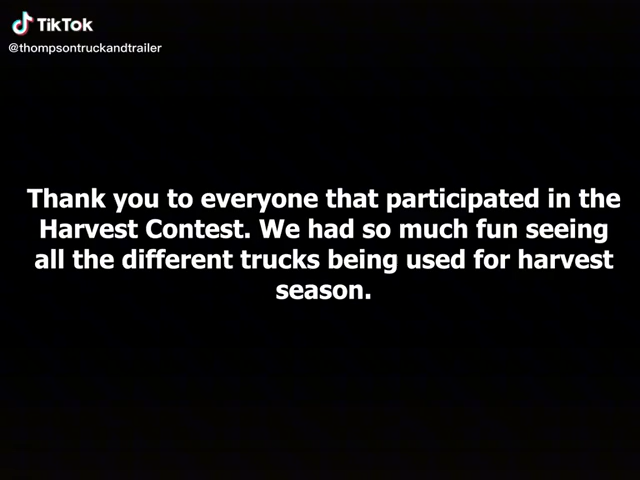 TikTok
@thompsontruckandtrailer
Thank you to everyone that participated in the
Harvest Contest. We had so much fun seeing
all the different trucks being used for harvest
season.